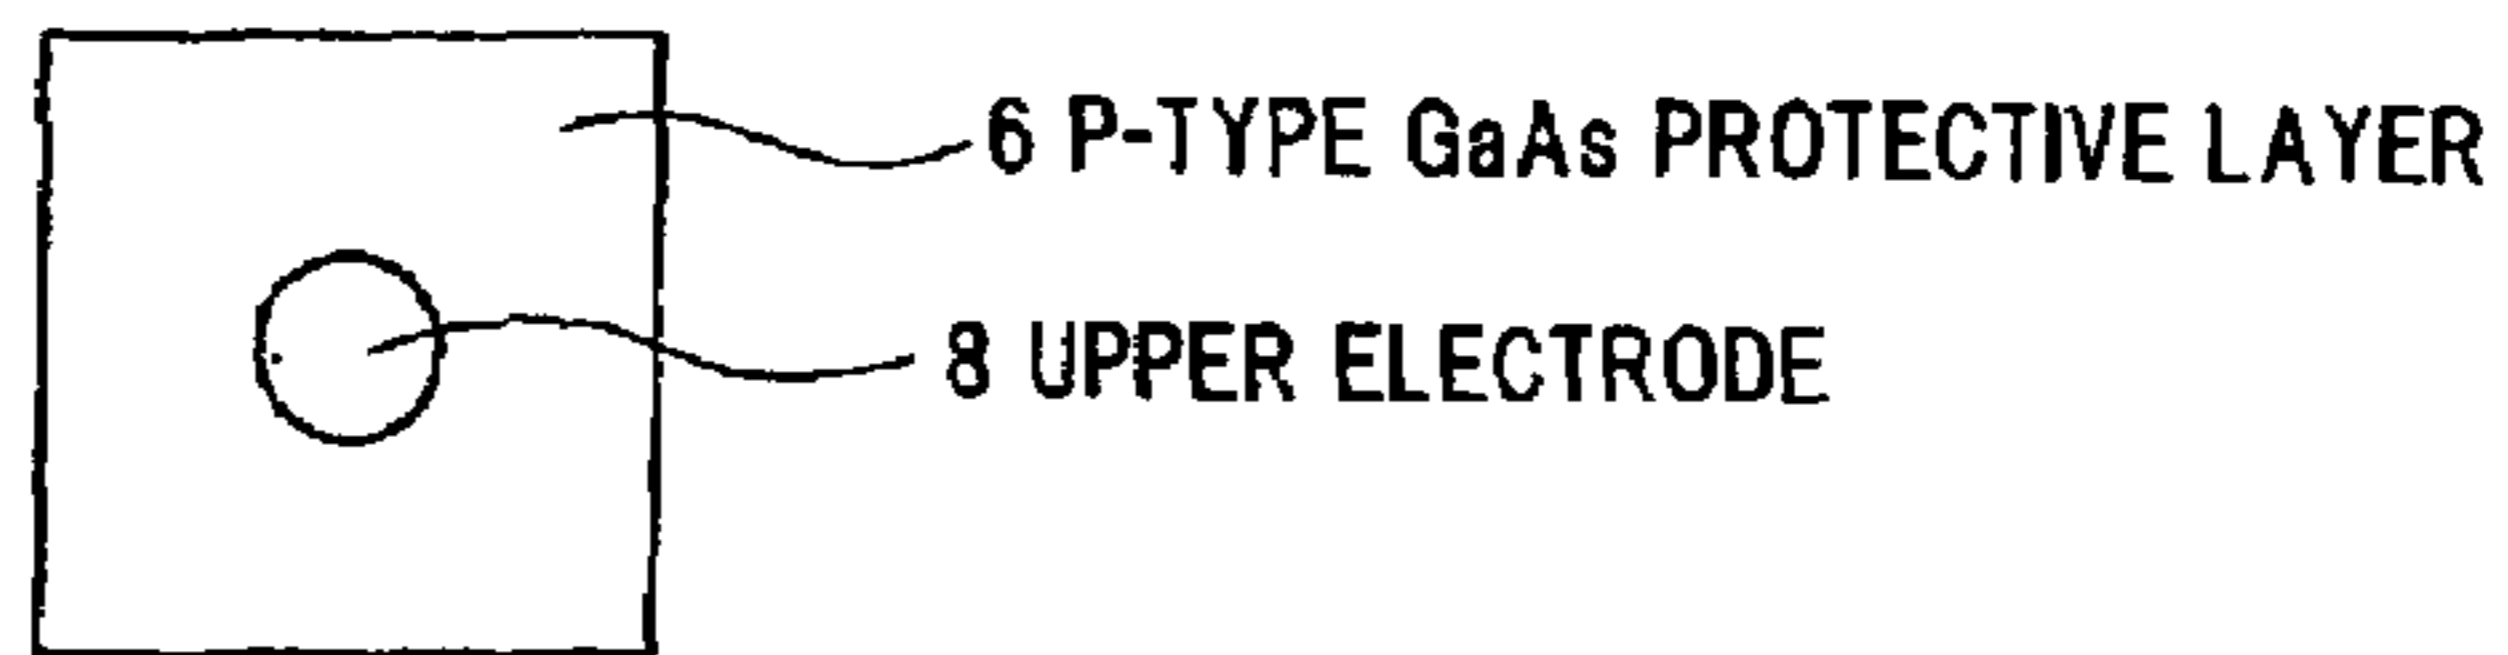 6 P-TYPE GaAs PROTECTIVE LAYER
8 UPPER ELECTRODE